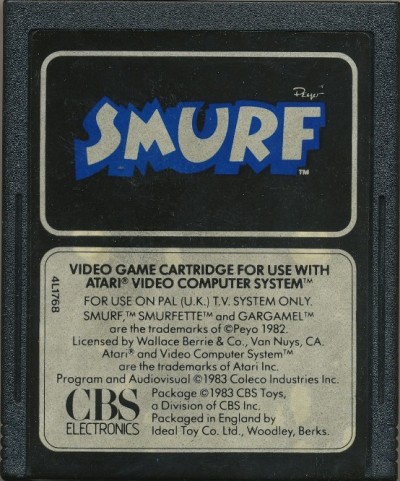 Peyo
SMURF
TM
4L1768
VIDEO GAME CARTRIDGE FOR USE WITH
ATARI® VIDEO COMPUTER SYSTEM™
FOR USE ON PAL (U.K.) T.V. SYSTEM ONLY.
SMURF,™ SMURFETTE™ and GARGAMEL™
are the trademarks of ©Peyo 1982.
Licensed by Wallace Berrie & Co., Van Nuys, CA.
Atari® and Video Computer System™
are the trademarks of Atari Inc.
Program and Audiovisual ©1983 Coleco Industries Inc.
CBS
ELECTRONICS
Package ©1983 CBS Toys,
a Division of CBS Inc.
Packaged in England by
Ideal Toy Co. Ltd., Woodley, Berks.